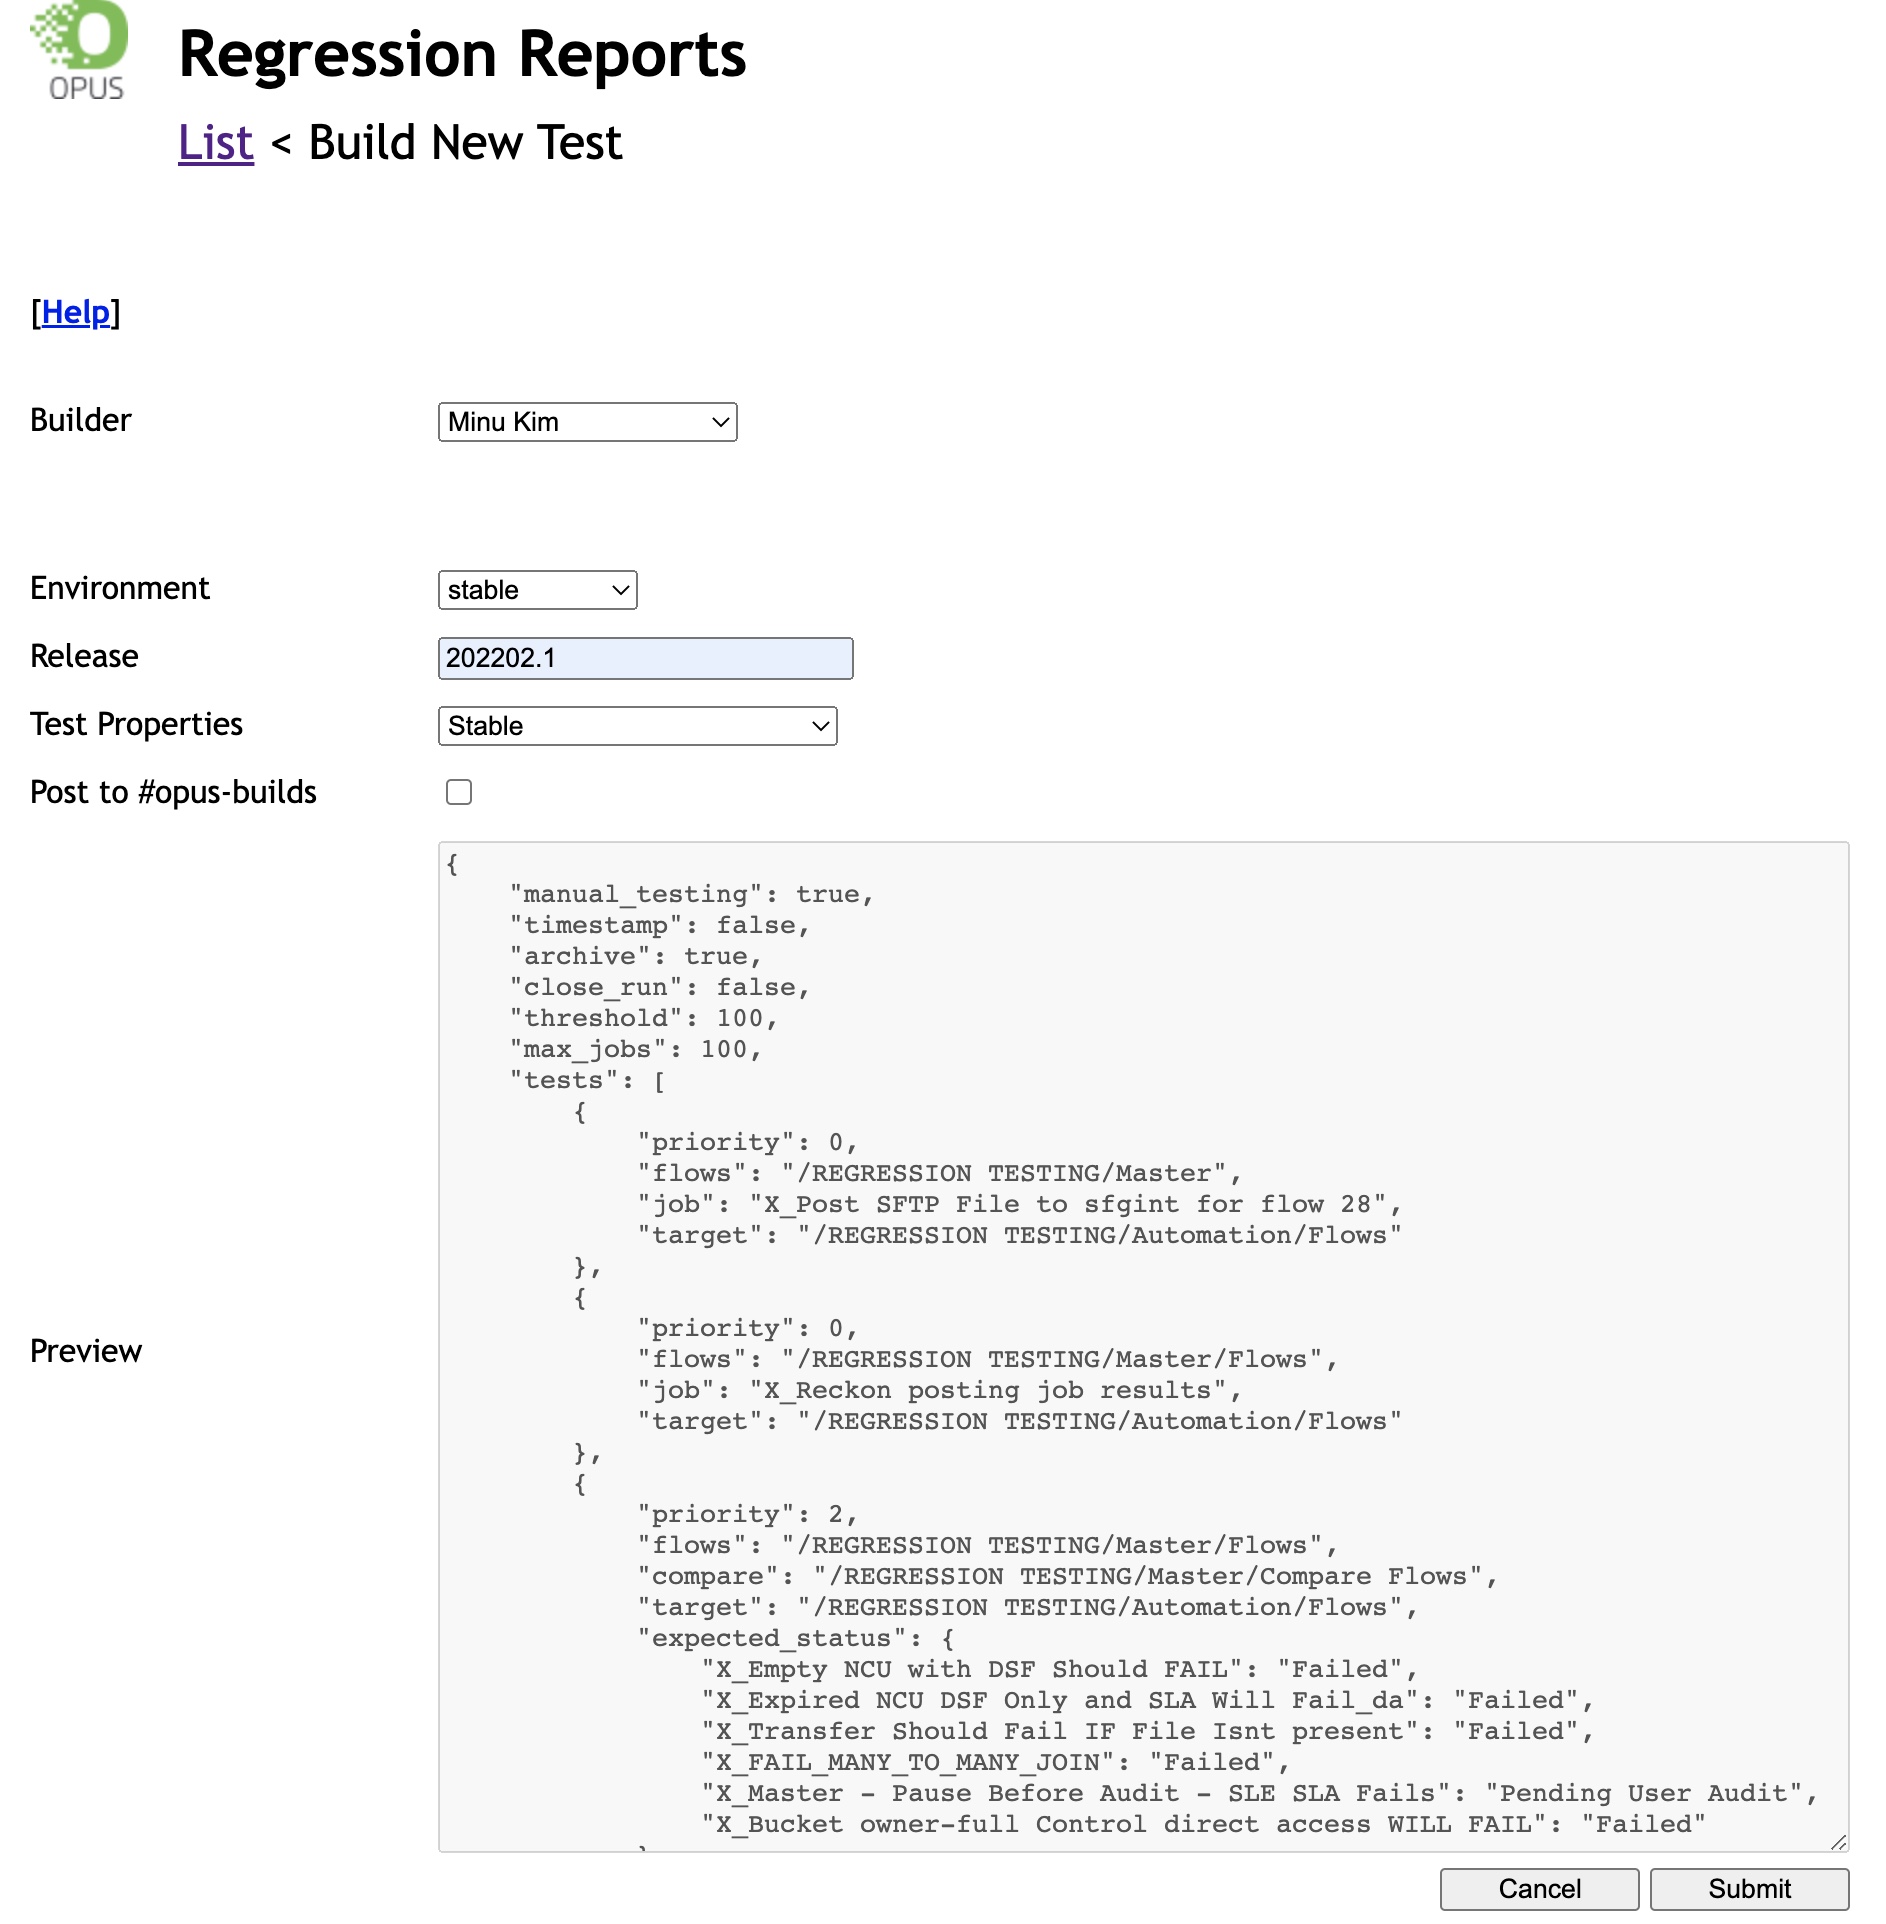 OPUS
Regression Reports
List < Build New Test
[Help]
Builder
Minu Kim
Environment
stable
Release
202202.1
Test Properties
Stable
Post to #opus-builds
Preview
{
    "manual_testing": true,
    "timestamp": false,
    "archive": true,
    "close_run": false,
    "threshold": 100,
    "max_jobs": 100,
    "tests": [
        {
            "priority": 0,
            "flows": "/REGRESSION TESTING/Master",
            "job": "X_Post SFTP File to sfgint for flow 28",
            "target": "/REGRESSION TESTING/Automation/Flows"
        },
        {
            "priority": 0,
            "flows": "/REGRESSION TESTING/Master/Flows",
            "job": "X_Reckon posting job results",
            "target": "/REGRESSION TESTING/Automation/Flows"
        },
        {
            "priority": 2,
            "flows": "/REGRESSION TESTING/Master/Flows",
            "compare": "/REGRESSION TESTING/Master/Compare Flows",
            "target": "/REGRESSION TESTING/Automation/Flows",
            "expected_status": {
                "X_Empty NCU with DSF Should FAIL": "Failed",
                "X_Expired NCU DSF Only and SLA Will Fail_da": "Failed",
                "X_Transfer Should Fail IF File Isnt present": "Failed",
                "X_FAIL_MANY_TO_MANY_JOIN": "Failed",
                "X_Master – Pause Before Audit – SLE SLA Fails": "Pending User Audit",
                "X_Bucket owner-full Control direct access WILL FAIL": "Failed"
Cancel
Submit